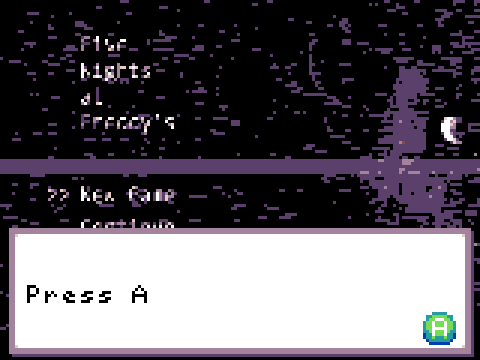 Five
Nights
at
Freddy's
>> New Game
Continue
Press A
A